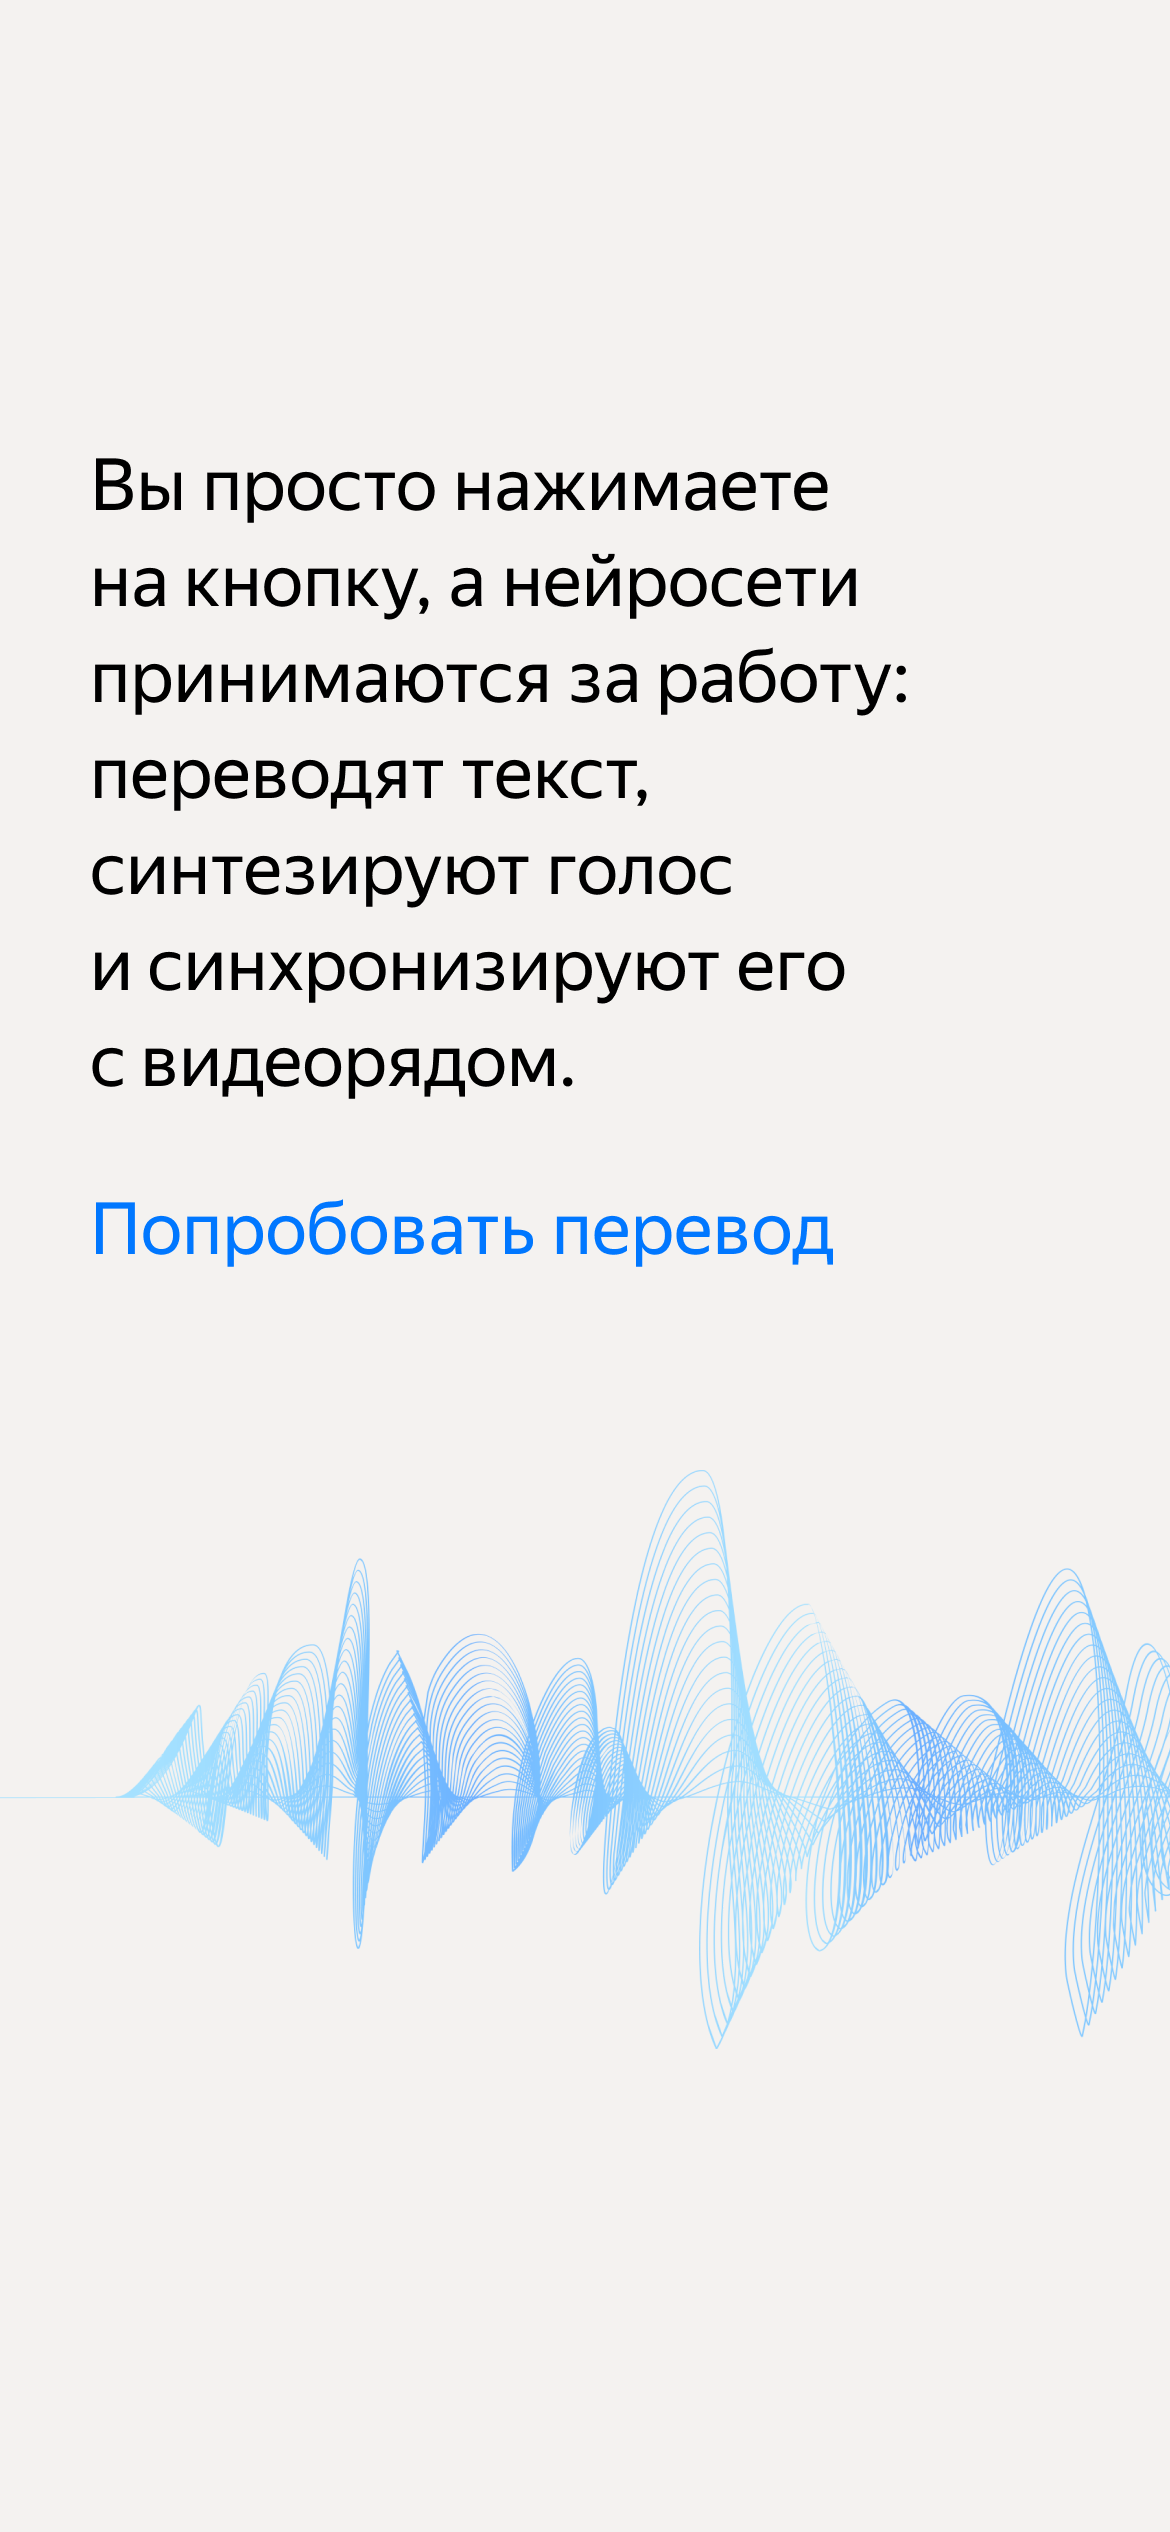 Вы просто нажимаете
на кнопку, а нейросети
принимаются за работу:
переводят текст,
синтезируют голос
и синхронизируют его
с видеорядом.
Попробовать перевод